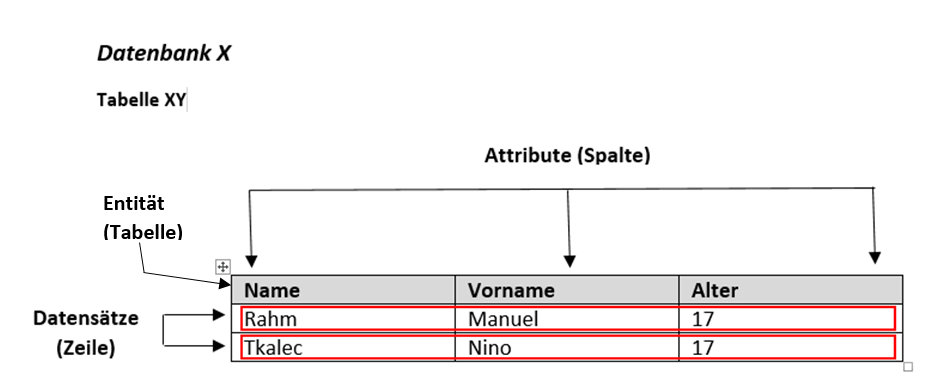 Datenbank X
Tabelle XY
Attribute (Spalte)
Entität
(Tabelle)
Name Vorname Alter
Datensätze
(Zeile)
Rahm Manuel 17
Tkalec Nino 17